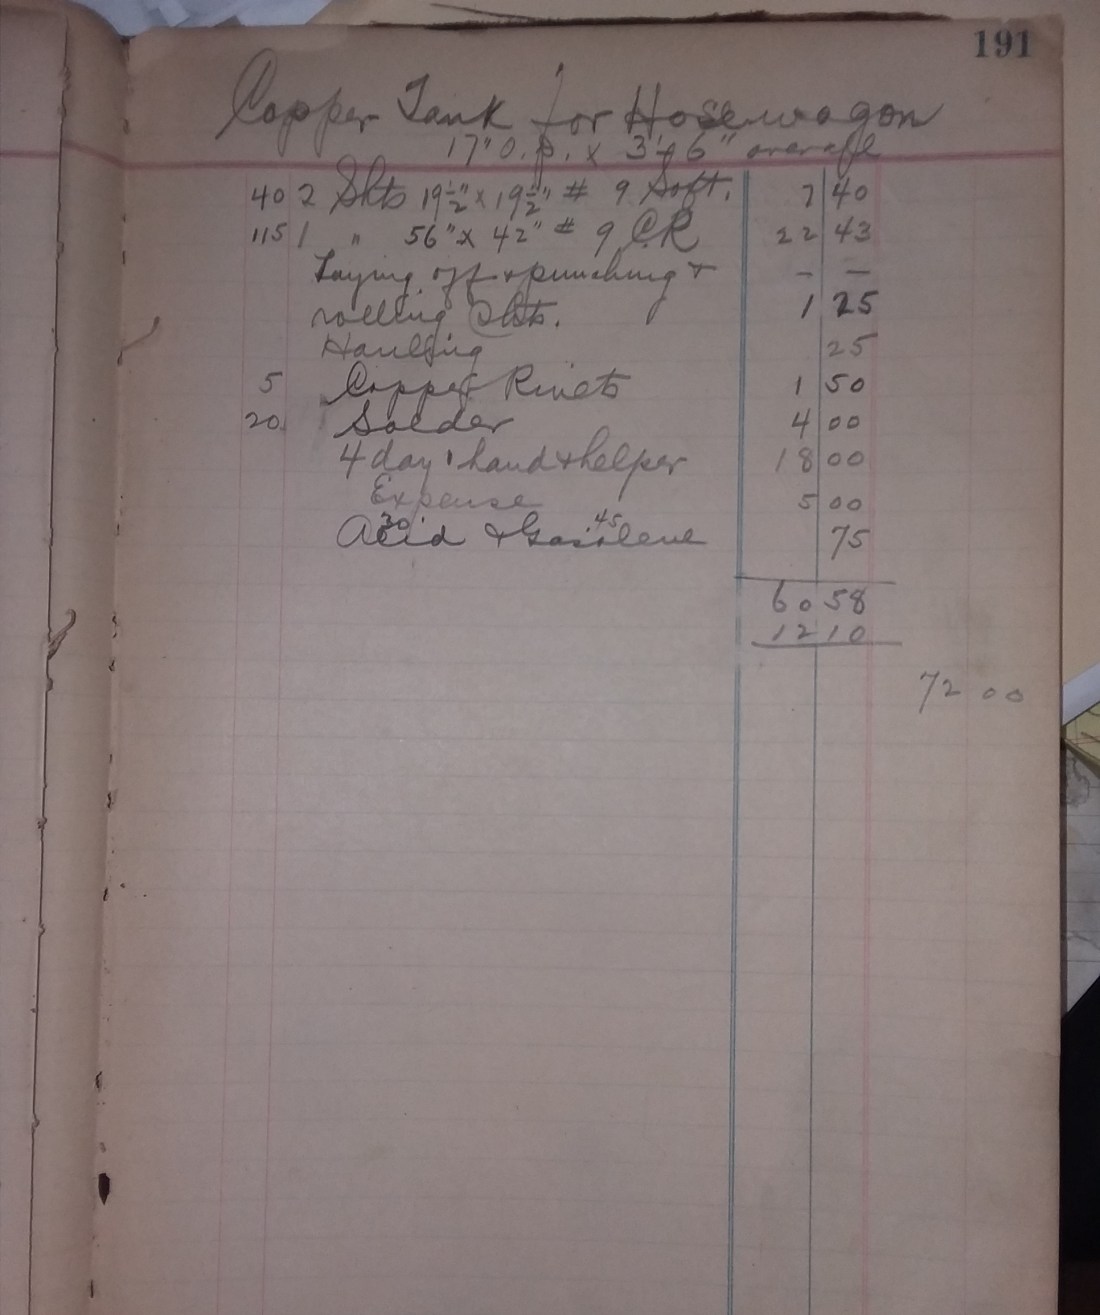 191
Copper Tank for Hosewagon
17" O. D. x 3' 6" overall
40 2 Shts 19½" x 19½" # 9 Soft. 7 40
115 1 " 56" x 42" # 9 C.R 22 43
Laying off + punching + – –
rolling Shts. 1 25
Haulling 25
5 Copper Rivets 1 50
20 Solder 4 00
4 day 1 hand + helper 18 00
Expense 5 00
30 45
Acid + Gasolene 75
60 58
12 10
72 00